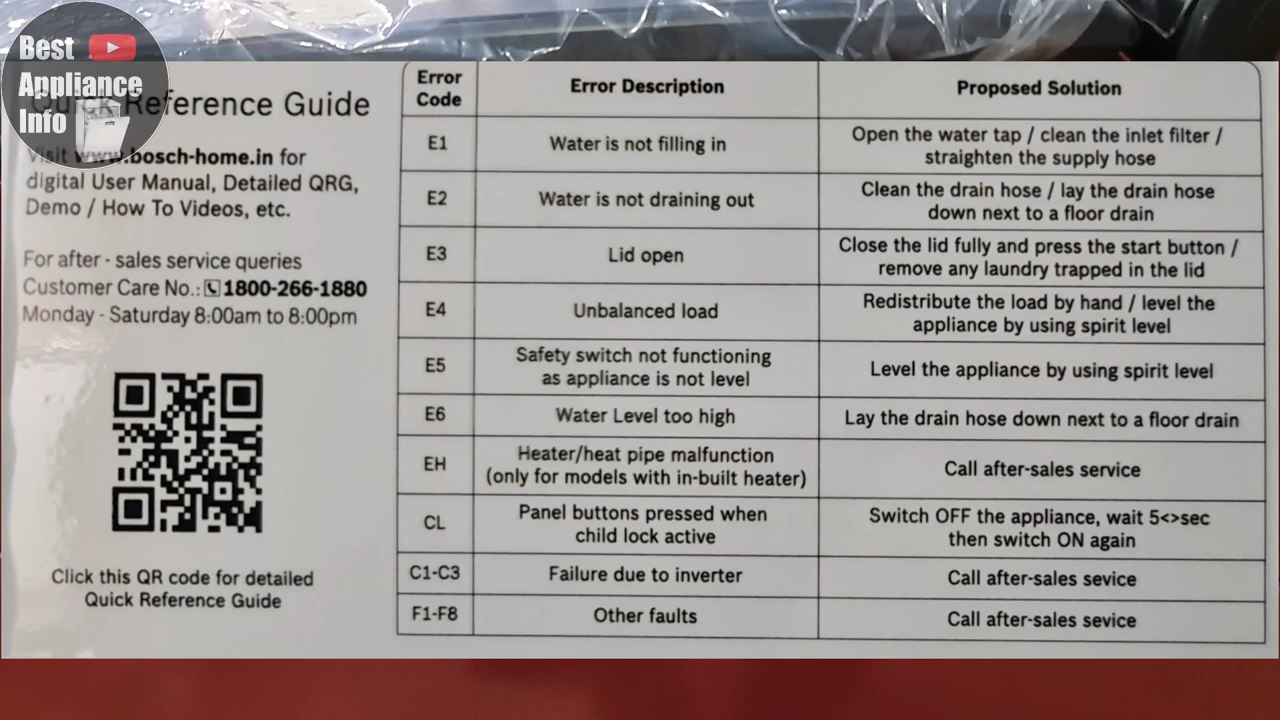 Best
Appliance
Info
Quick Reference Guide
Visit www.bosch-home.in for
digital User Manual, Detailed QRG,
Demo / How To Videos, etc.
For after - sales service queries
Customer Care No.: 1800-266-1880
Monday - Saturday 8:00am to 8:00pm
Click this QR code for detailed
Quick Reference Guide
Error Code Error Description Proposed Solution
E1 Water is not filling in Open the water tap / clean the inlet filter /
straighten the supply hose
E2 Water is not draining out Clean the drain hose / lay the drain hose
down next to a floor drain
E3 Lid open Close the lid fully and press the start button /
remove any laundry trapped in the lid
E4 Unbalanced load Redistribute the load by hand / level the
appliance by using spirit level
E5 Safety switch not functioning
as appliance is not level Level the appliance by using spirit level
E6 Water Level too high Lay the drain hose down next to a floor drain
EH Heater/heat pipe malfunction
(only for models with in-built heater) Call after-sales service
CL Panel buttons pressed when
child lock active Switch OFF the appliance, wait 5<>sec
then switch ON again
C1-C3 Failure due to inverter Call after-sales sevice
F1-F8 Other faults Call after-sales sevice